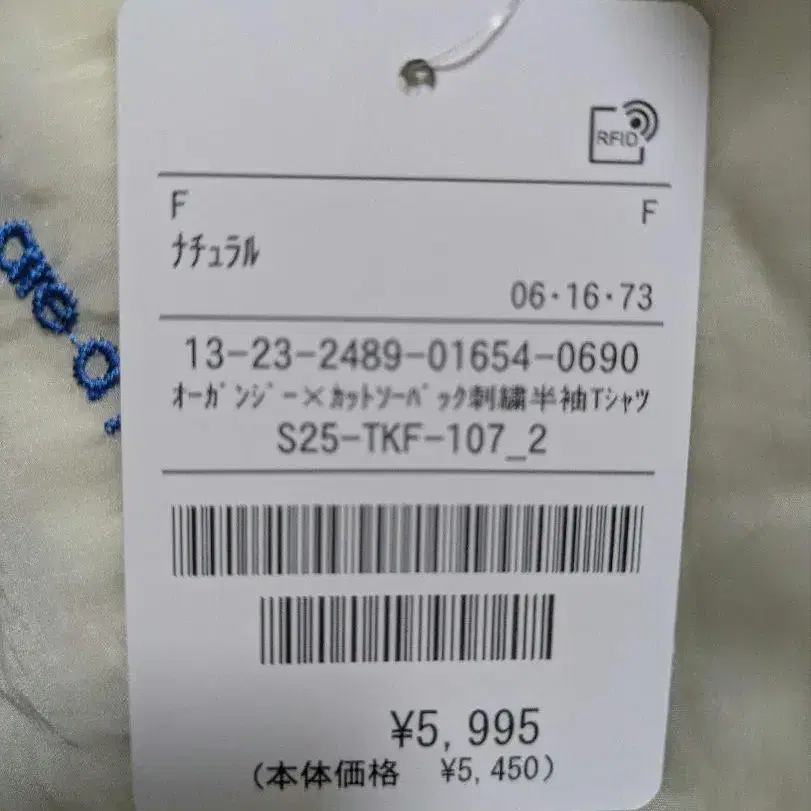 RFID
F F
ﾅﾁｭﾗﾙ
06・16・73
13-23-2489-01654-0690
ｵｰｶﾞﾝｼﾞｰ×ｶｯﾄｿｰﾊﾞｯｸ刺繍半袖Tｼｬﾂ
S25-TKF-107_2
¥5,995
(本体価格 ¥5,450)